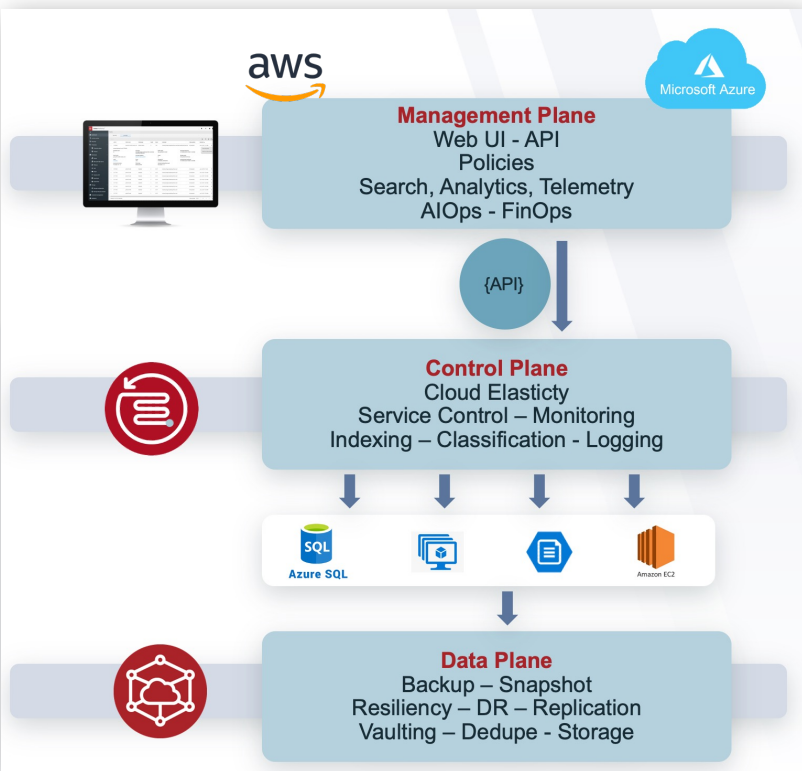 aws
Microsoft Azure
Management Plane
Web UI - API
Policies
Search, Analytics, Telemetry
AIOps - FinOps
{API}
Control Plane
Cloud Elasticty
Service Control – Monitoring
Indexing – Classification - Logging
SQL
Azure SQL
Amazon EC2
Data Plane
Backup – Snapshot
Resiliency – DR – Replication
Vaulting – Dedupe - Storage